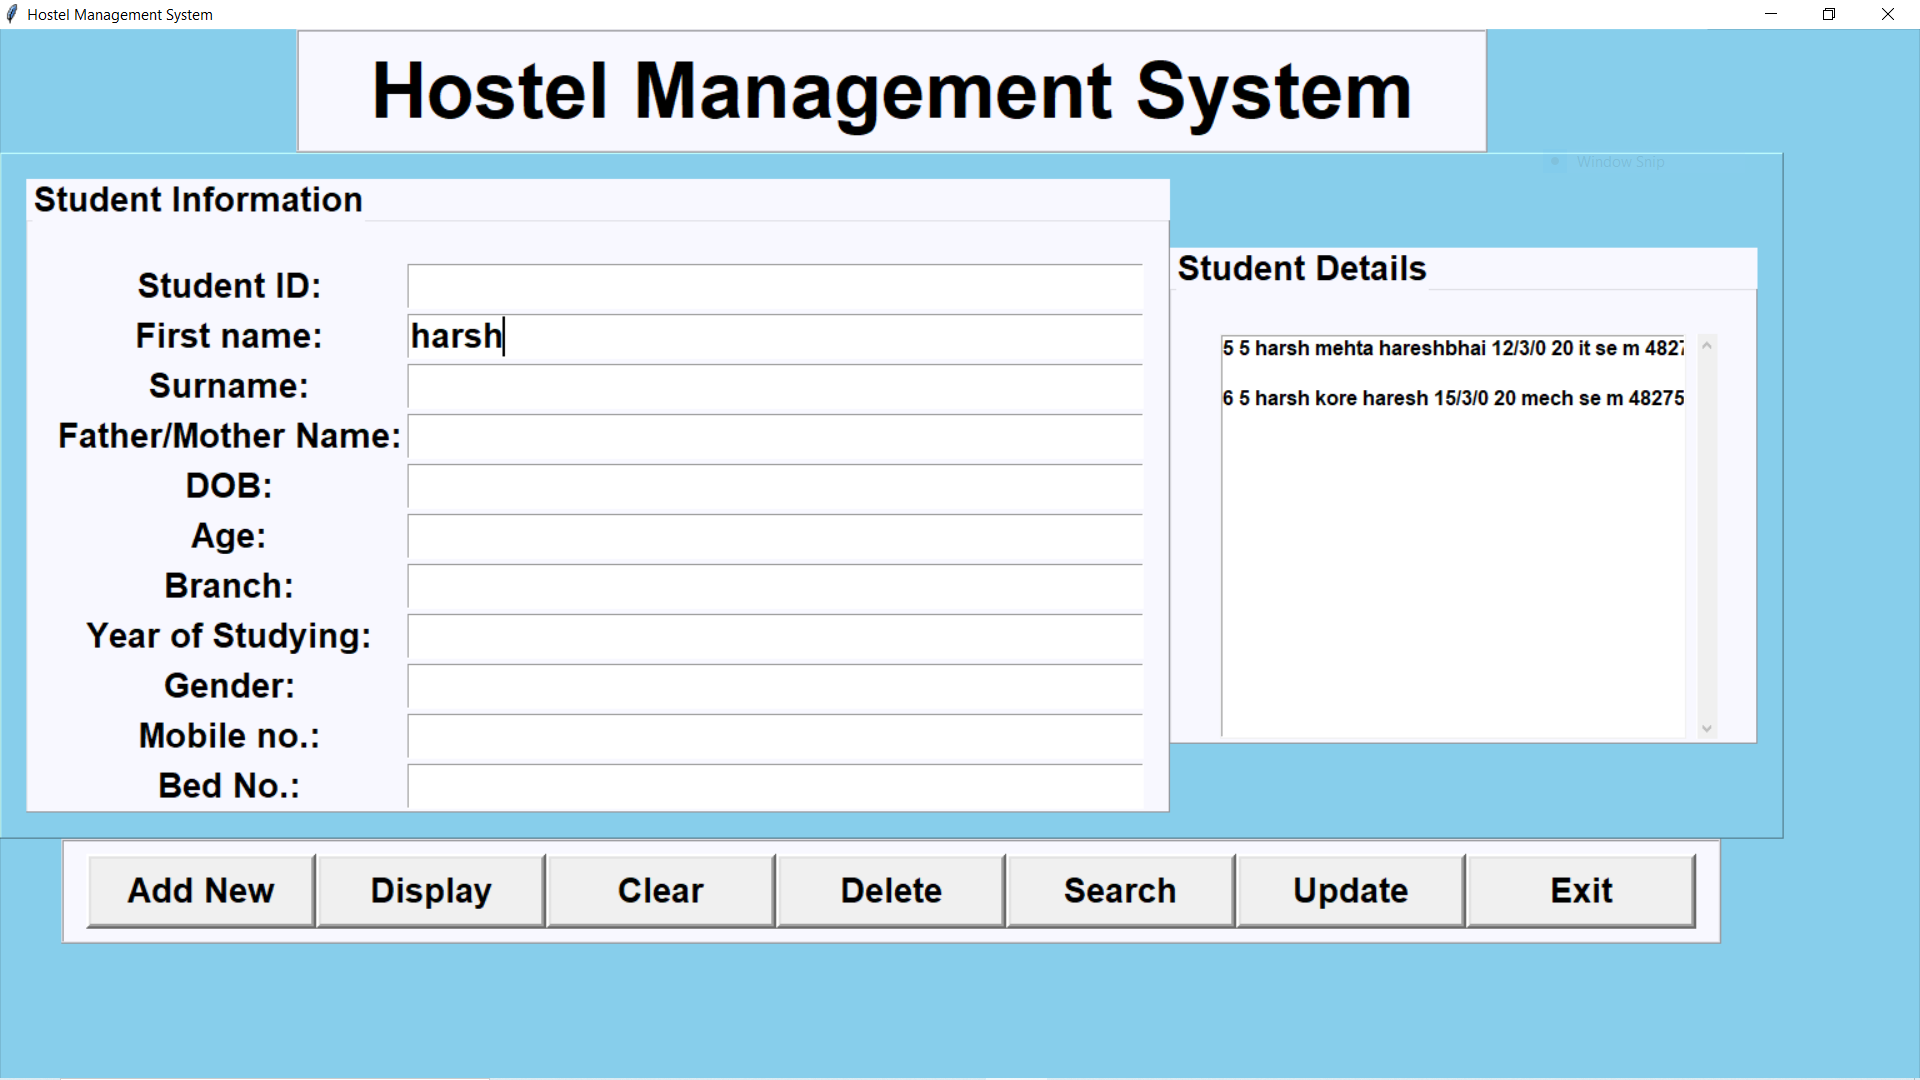 Hostel Management System
Hostel Management System
Window Snip
Student Information
Student ID:
First name: harsh
Surname:
Father/Mother Name:
DOB:
Age:
Branch:
Year of Studying:
Gender:
Mobile no.:
Bed No.:
Student Details
5 5 harsh mehta hareshbhai 12/3/0 20 it se m 4827
6 5 harsh kore haresh 15/3/0 20 mech se m 48275
Add New Display Clear Delete Search Update Exit